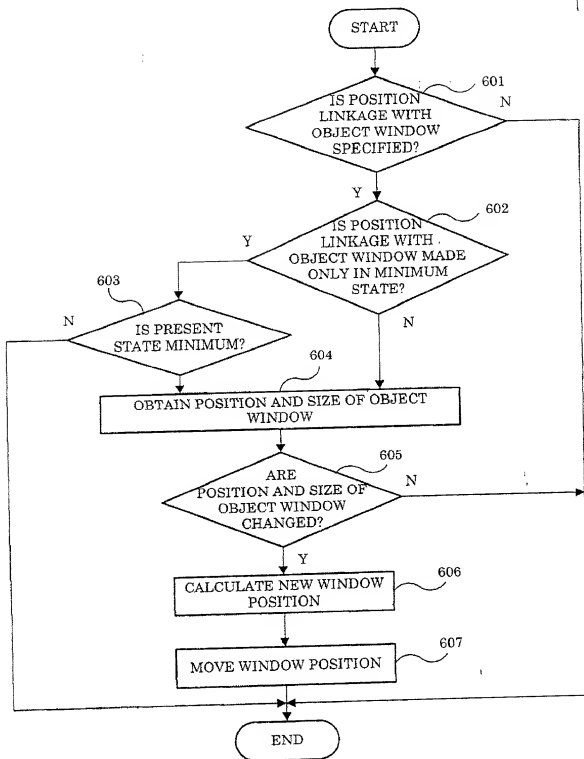 START
601
IS POSITION
LINKAGE WITH
OBJECT WINDOW
SPECIFIED?
N
Y
602
IS POSITION
LINKAGE WITH
OBJECT WINDOW MADE
ONLY IN MINIMUM
STATE?
Y
N
603
N
IS PRESENT
STATE MINIMUM?
604
OBTAIN POSITION AND SIZE OF OBJECT
WINDOW
605
ARE
POSITION AND SIZE OF
OBJECT WINDOW
CHANGED?
N
Y
CALCULATE NEW WINDOW
POSITION
606
MOVE WINDOW POSITION
607
END